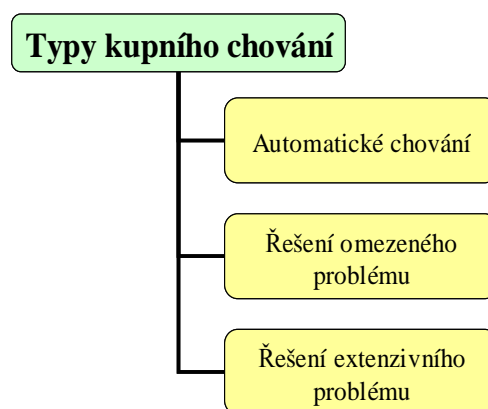 Typy kupního chování
Automatické chování
Řešení omezeného
problému
Řešení extenzivního
problému